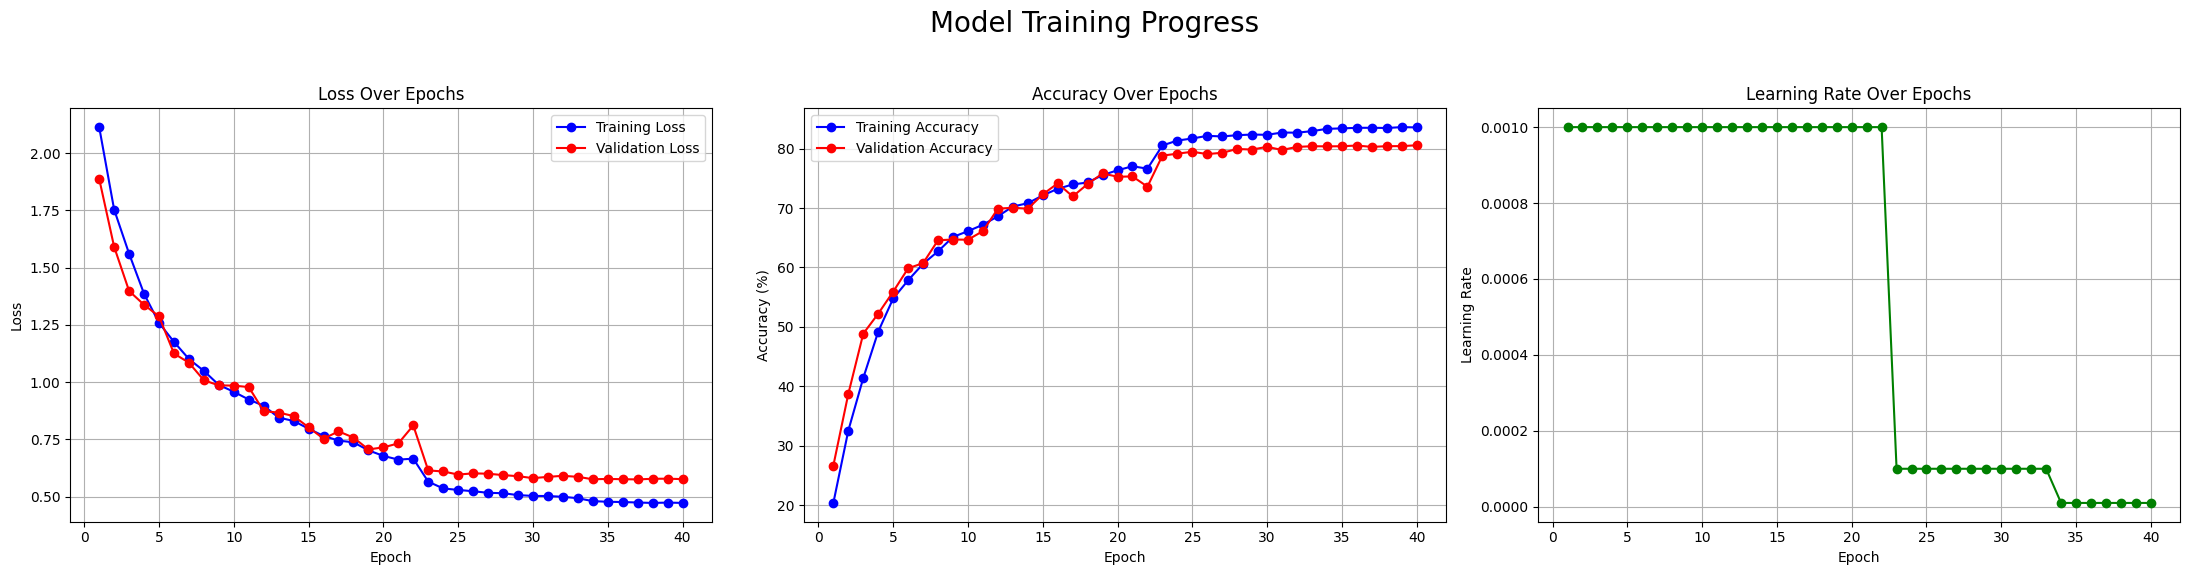 Model Training Progress
Loss Over Epochs
Loss
2.00
1.75
1.50
1.25
1.00
0.75
0.50
Training Loss
Validation Loss
0 5 10 15 20 25 30 35 40
Epoch
Accuracy Over Epochs
Accuracy (%)
80
70
60
50
40
30
20
Training Accuracy
Validation Accuracy
0 5 10 15 20 25 30 35 40
Epoch
Learning Rate Over Epochs
Learning Rate
0.0010
0.0008
0.0006
0.0004
0.0002
0.0000
0 5 10 15 20 25 30 35 40
Epoch